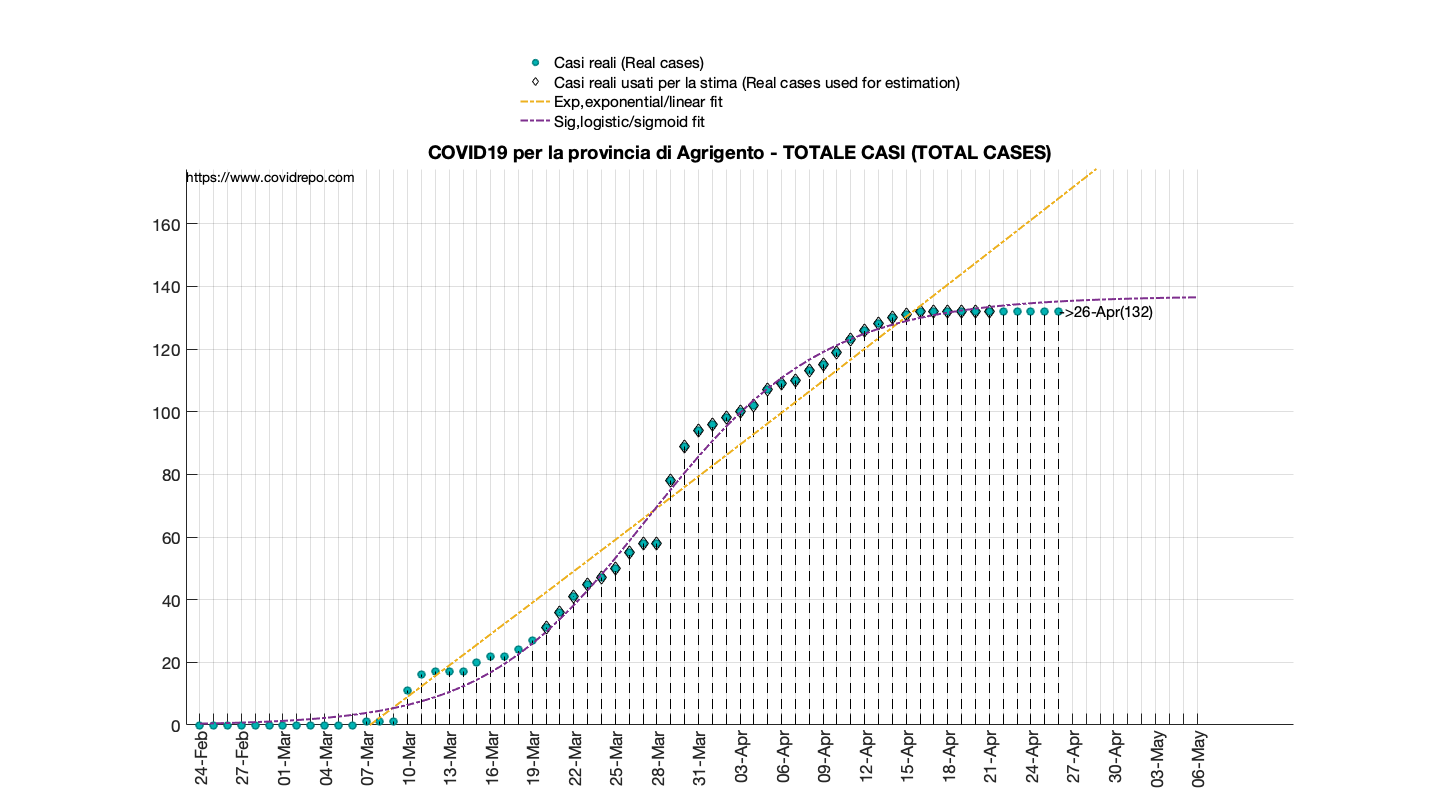 Casi reali (Real cases)
Casi reali usati per la stima (Real cases used for estimation)
Exp,exponential/linear fit
Sig,logistic/sigmoid fit
COVID19 per la provincia di Agrigento - TOTALE CASI (TOTAL CASES)
https://www.covidrepo.com
160
140
>26-Apr(132)
120
100
80
60
40
20
0
24-Feb
27-Feb
01-Mar
04-Mar
07-Mar
10-Mar
13-Mar
16-Mar
19-Mar
22-Mar
25-Mar
28-Mar
31-Mar
03-Apr
06-Apr
09-Apr
12-Apr
15-Apr
18-Apr
21-Apr
24-Apr
27-Apr
30-Apr
03-May
06-May